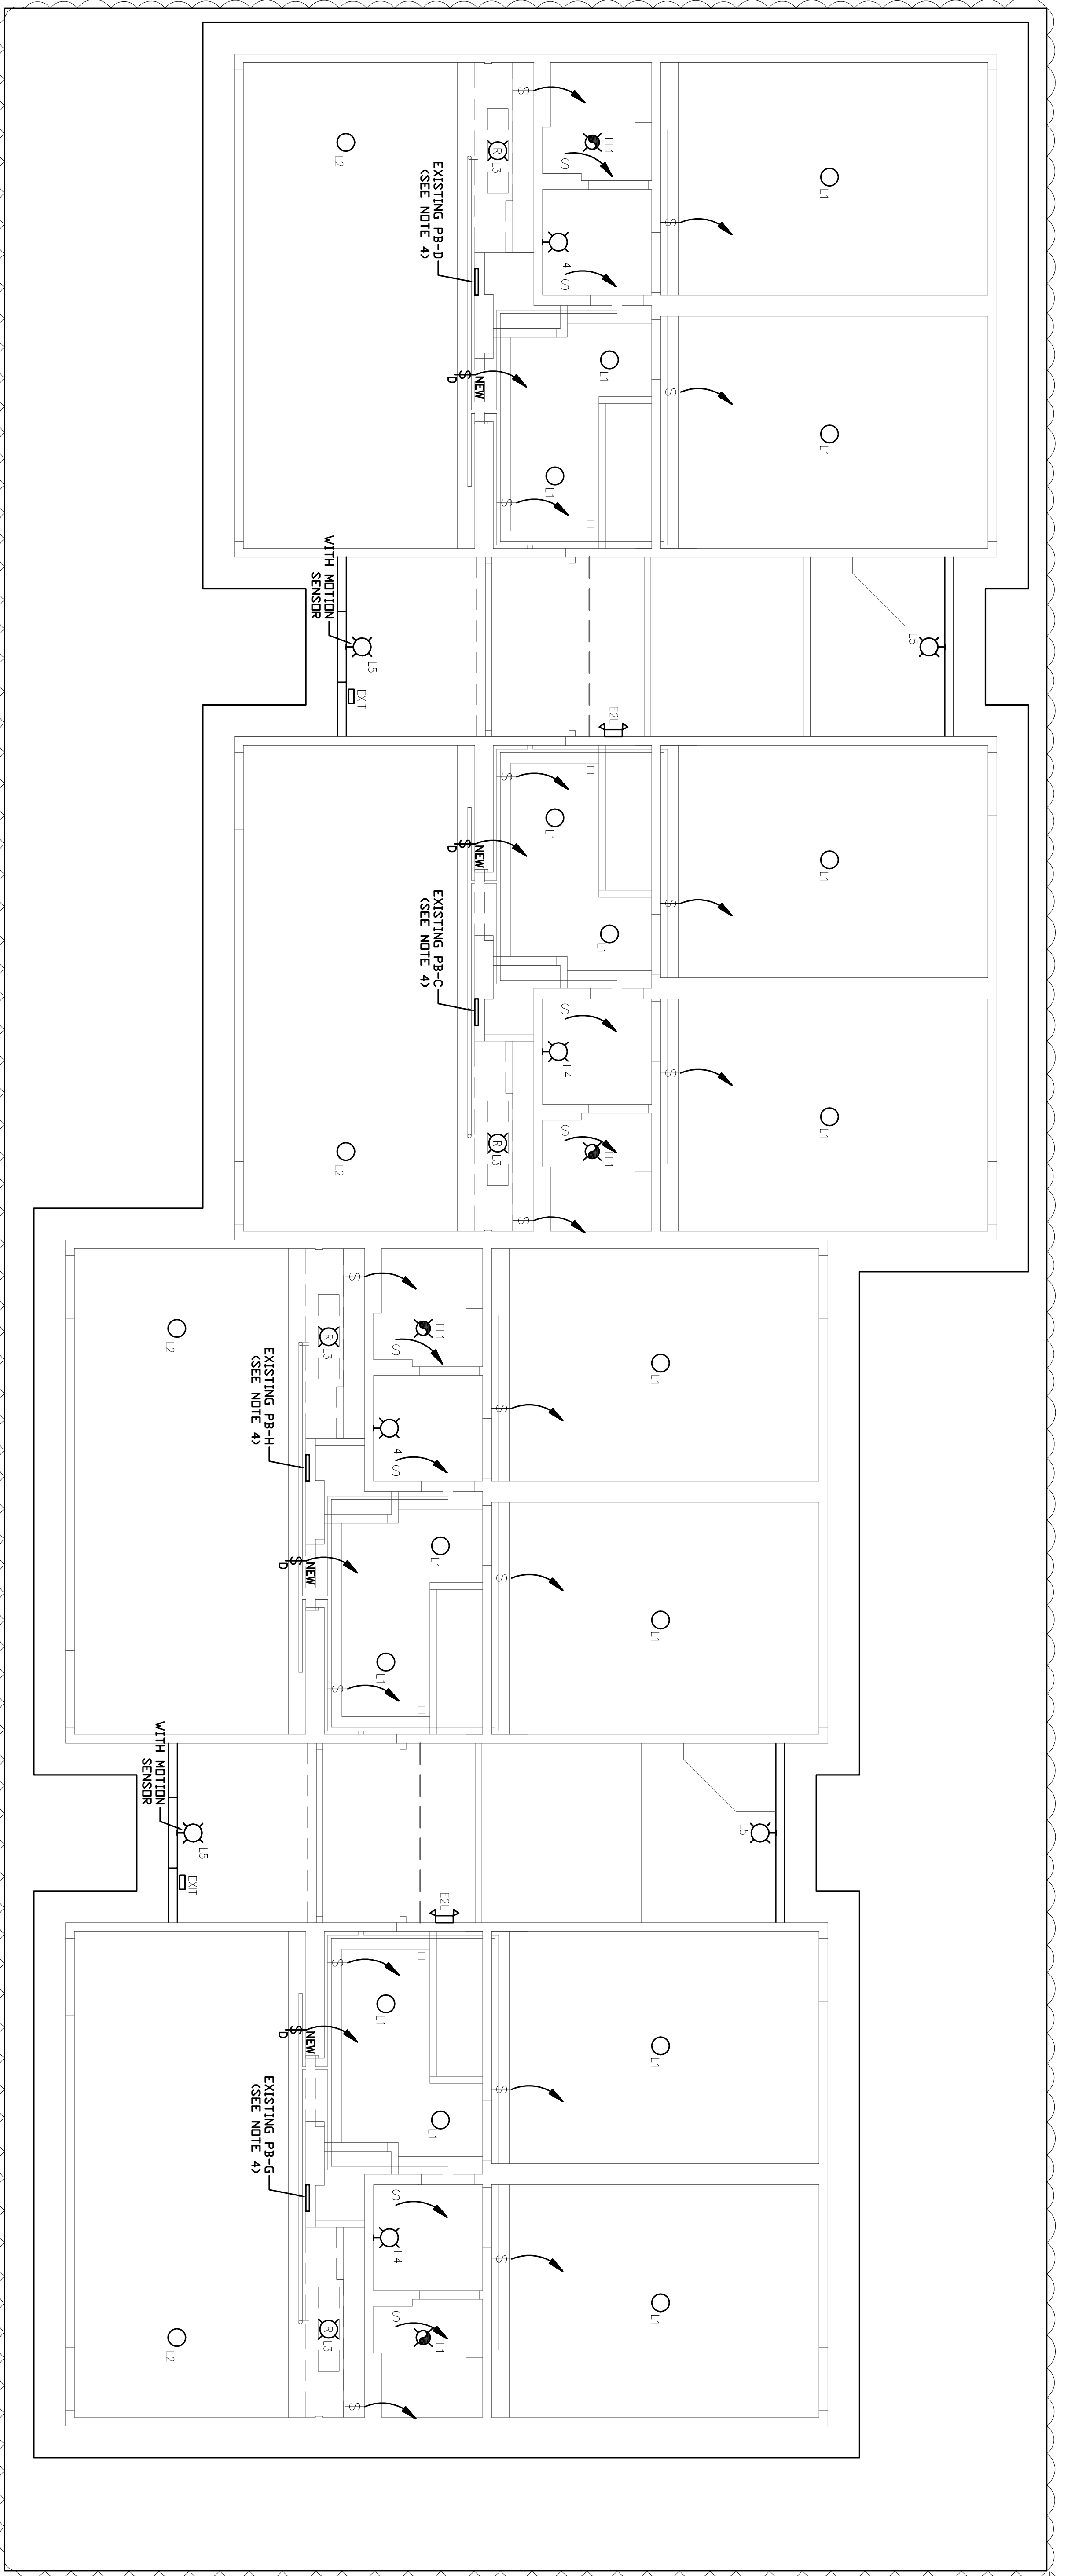 L1
L1
S
S
FL1
S
L4
S
L1
L1
S
S
R
L3
NEW
S
D
EXISTING PB-D
(SEE NOTE 4)
L2
L5
E2L
L5
EXIT
WITH MOTION
SENSOR
L1
L1
S
S
L1
L1
S
S
L4
S
FL1
S
R
L3
NEW
S
D
EXISTING PB-C
(SEE NOTE 4)
L2
L1
L1
S
S
FL1
S
L4
S
L1
L1
S
S
R
L3
NEW
S
D
EXISTING PB-H
(SEE NOTE 4)
L2
L5
E2L
L5
EXIT
WITH MOTION
SENSOR
L1
L1
S
S
L1
L1
S
S
L4
S
FL1
S
R
L3
NEW
S
D
EXISTING PB-G
(SEE NOTE 4)
L2